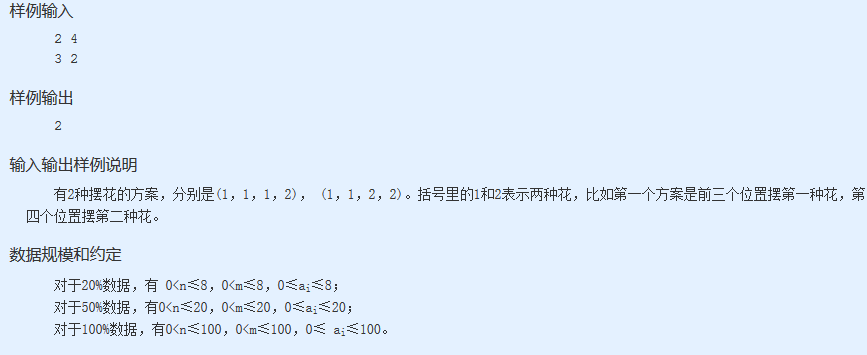 样例输入
2 4
3 2
样例输出
2
输入输出样例说明
有2种摆花的方案，分别是(1，1，1，2)， (1，1，2，2)。括号里的1和2表示两种花，比如第一个方案是前三个位置摆第一种花，第
四个位置摆第二种花。
数据规模和约定
对于20%数据，有 0<n≤8，0<m≤8，0≤ai≤8；
对于50%数据，有0<n≤20，0<m≤20，0≤ai≤20；
对于100%数据，有0<n≤100，0<m≤100，0≤ ai≤100。